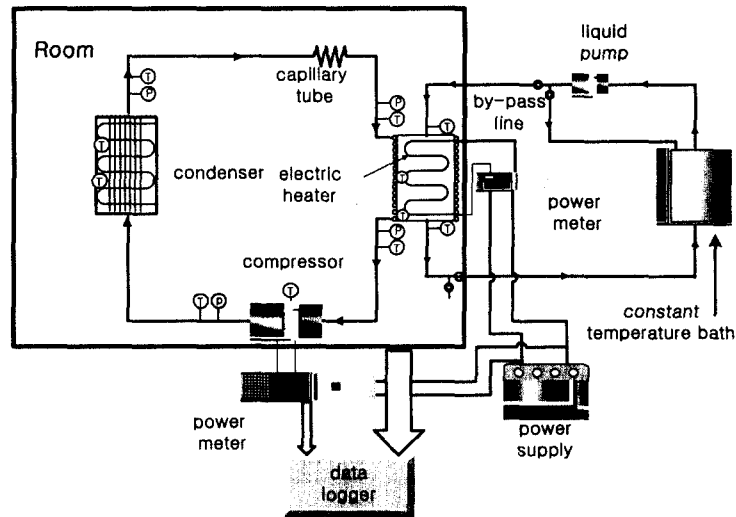 Room
liquid
pump
T
P
capillary
tube
P
T
by-pass
line
T
T
T
condenser
electric
heater
T
T
power
meter
P
T
T
compressor
T
T
P
constant
temperature bath
power
meter
power
supply
data
logger